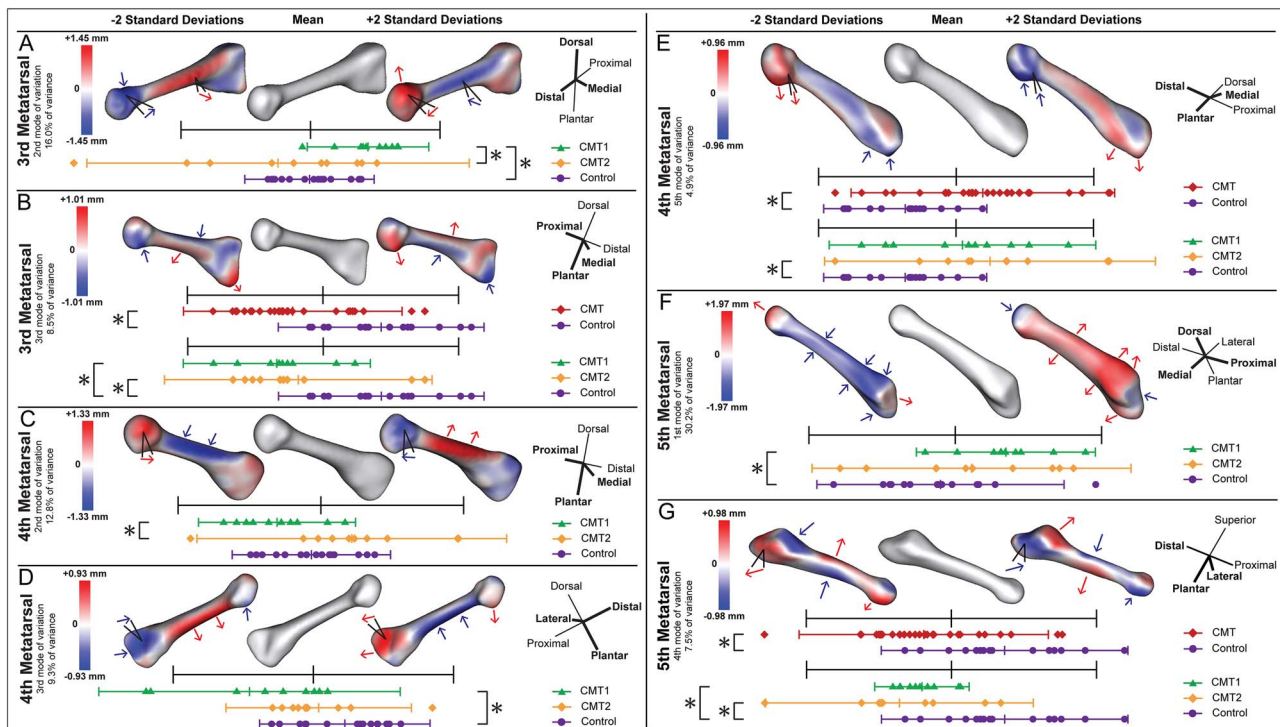 -2 Standard Deviations Mean +2 Standard Deviations
A
3rd Metatarsal
2nd mode of variation
16.0% of variance
+1.45 mm
0
-1.45 mm
Dorsal
Proximal
Medial
Distal
Plantar
CMT1
CMT2
Control
*
*
B
3rd Metatarsal
3rd mode of variation
8.5% of variance
+1.01 mm
0
-1.01 mm
Dorsal
Proximal
Distal
Medial
Plantar
CMT
Control
*
CMT1
CMT2
Control
*
*
C
4th Metatarsal
2nd mode of variation
12.8% of variance
+1.33 mm
0
-1.33 mm
Dorsal
Proximal
Distal
Medial
Plantar
CMT1
CMT2
Control
*
D
4th Metatarsal
3rd mode of variation
9.3% of variance
+0.93 mm
0
-0.93 mm
Dorsal
Distal
Lateral
Proximal
Plantar
CMT1
CMT2
Control
*
-2 Standard Deviations Mean +2 Standard Deviations
E
4th Metatarsal
5th mode of variation
4.9% of variance
+0.96 mm
0
-0.96 mm
Distal
Dorsal
Medial
Proximal
Plantar
CMT
Control
*
CMT1
CMT2
Control
*
F
5th Metatarsal
1st mode of variation
30.2% of variance
+1.97 mm
0
-1.97 mm
Dorsal
Lateral
Distal
Proximal
Medial
Plantar
CMT1
CMT2
Control
*
G
5th Metatarsal
4th mode of variation
7.5% of variance
+0.98 mm
0
-0.98 mm
Superior
Distal
Proximal
Lateral
Plantar
CMT
Control
*
CMT1
CMT2
Control
*
*